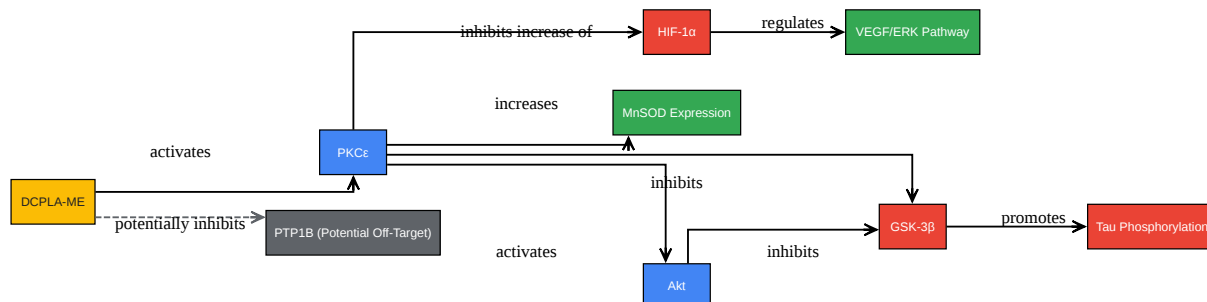 inhibits increase of
HIF-1α
regulates
VEGF/ERK Pathway
increases
MnSOD Expression
activates
PKCε
inhibits
DCPLA-ME
potentially inhibits
PTP1B (Potential Off-Target)
GSK-3β
promotes
Tau Phosphorylation
activates
inhibits
Akt